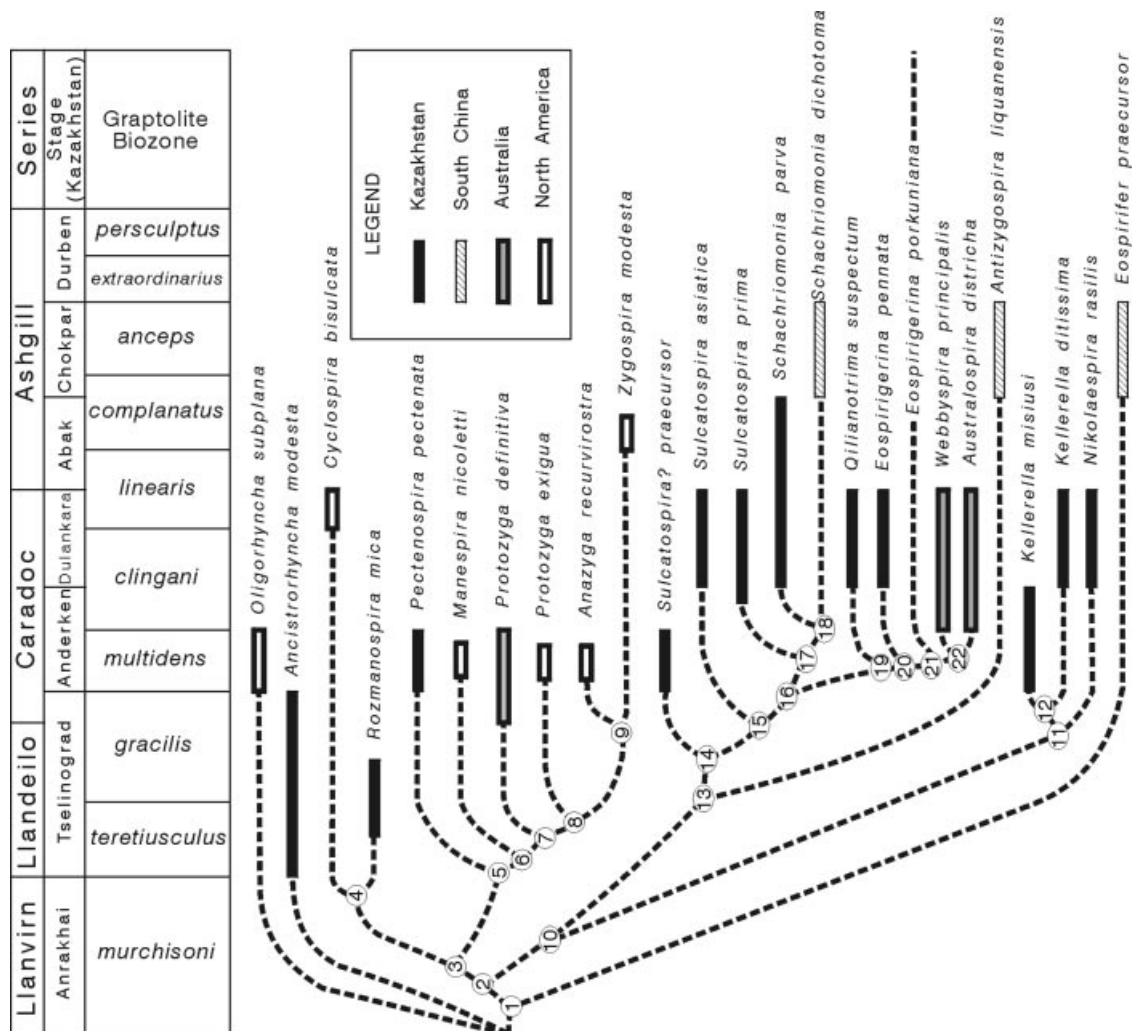 Series
Stage
(Kazakhstan)
Graptolite
Biozone
Ashgill
Caradoc
Llandeilo
Llanvirn
Durben
Chokpar
Abak
Dulankara
Anderken
Tselinograd
Anrakhai
persculptus
extraordinarius
anceps
complanatus
linearis
clingani
multidens
gracilis
teretiusculus
murchisoni
LEGEND
Kazakhstan
South China
Australia
North America
Oligorhyncha subplana
Ancistrorhyncha modesta
Cyclospira bisulcata
Rozmanospira mica
Pectenospira pectenata
Manespira nicoletti
Protozyga definitiva
Protozyga exigua
Anazyga recurvirostra
Zygospira modesta
Sulcatospira? praecursor
Sulcatospira asiatica
Sulcatospira prima
Schachriomonia parva
Schachriomonia dichotoma
Qilianotrima suspectum
Eospirigerina pennata
Eospirigerina porkuniana
Webbyspira principalis
Australospira districha
Antizygospira liquanensis
Kellerella misiusi
Kellerella ditissima
Nikolaespira rasilis
Eospirifer praecursor
1
2
3
4
5
6
7
8
9
10
11
12
13
14
15
16
17
18
19
20
21
22